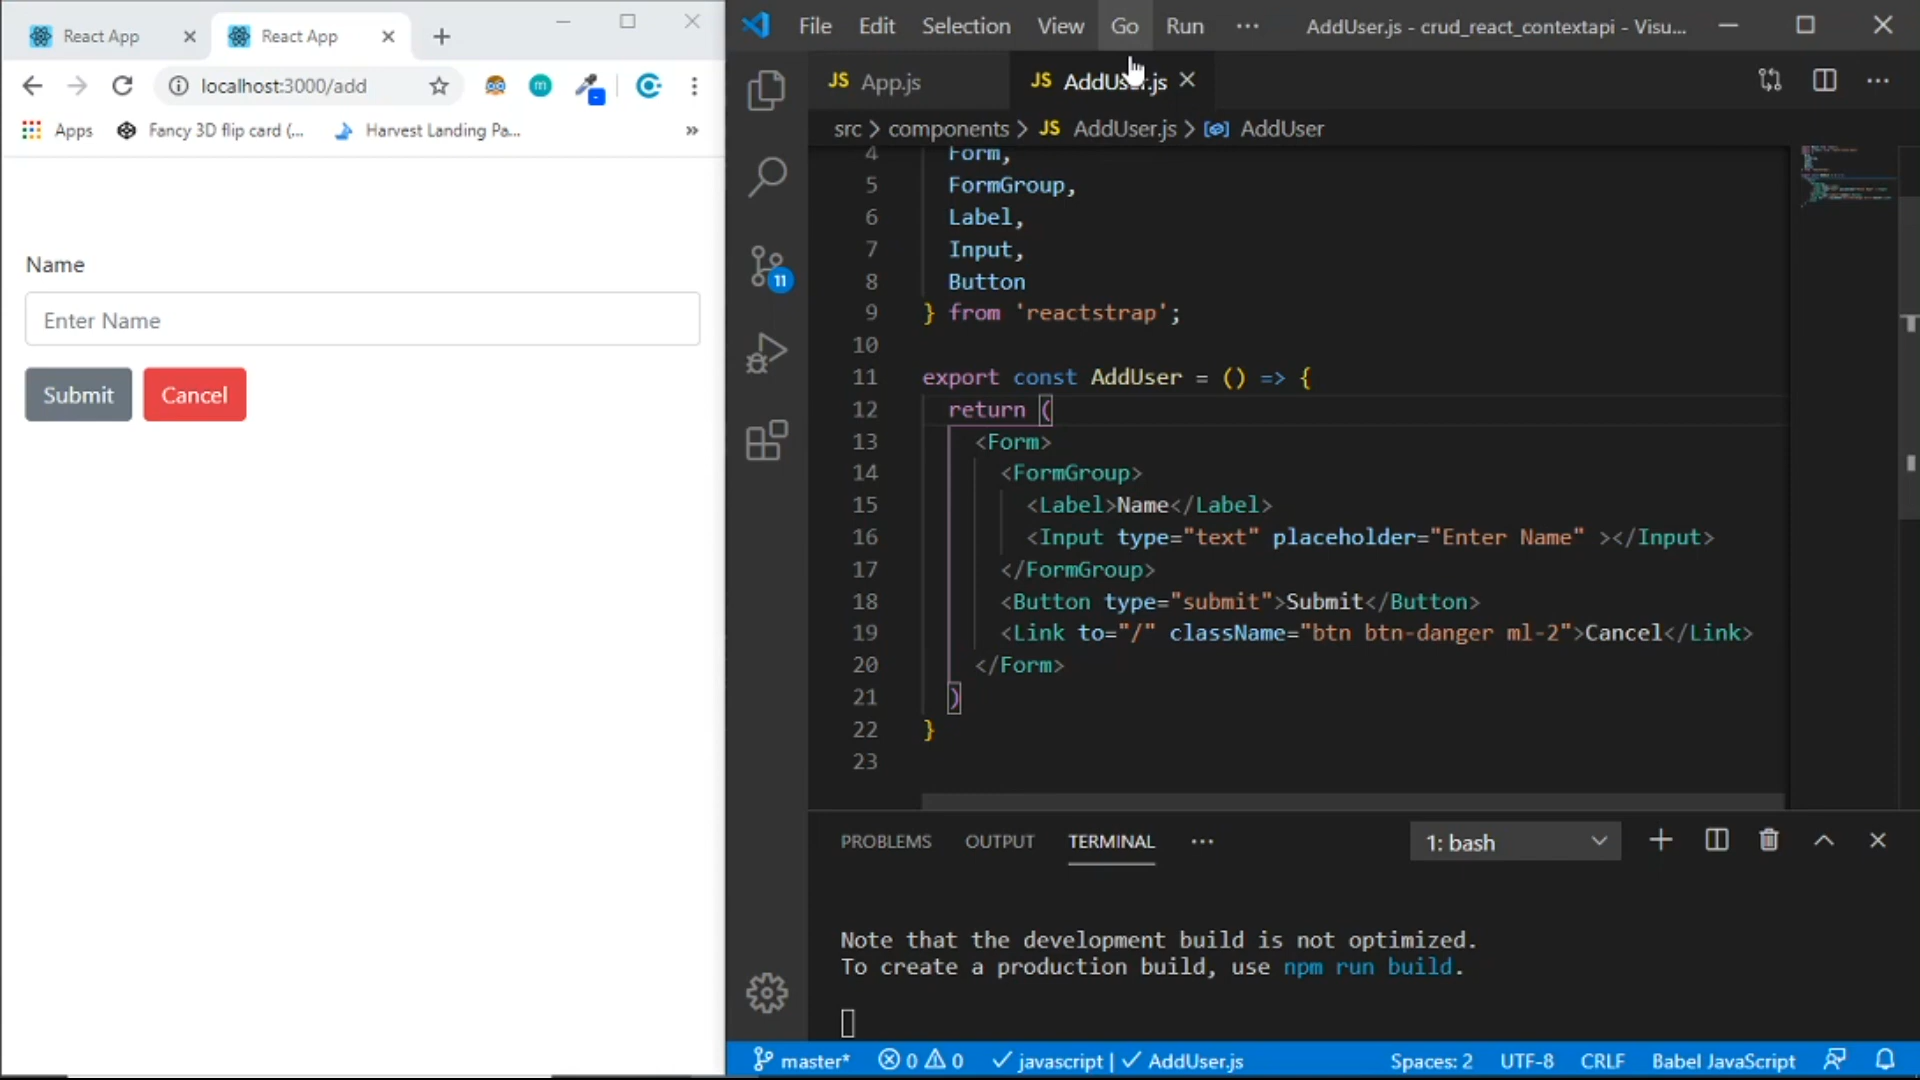 React App
React App
localhost:3000/add
m
Apps
Fancy 3D flip card (...
Harvest Landing Pa...
»
Name
Enter Name
Submit
Cancel
File Edit Selection View Go Run ··· AddUser.js - crud_react_contextapi - Visu...
JS App.js
JS AddUser.js
src > components > JS AddUser.js > AddUser
4 Form,
5 FormGroup,
6 Label,
7 Input,
8 Button
9 } from 'reactstrap';
10
11 export const AddUser = () => {
12 return (
13 <Form>
14 <FormGroup>
15 <Label>Name</Label>
16 <Input type="text" placeholder="Enter Name" ></Input>
17 </FormGroup>
18 <Button type="submit">Submit</Button>
19 <Link to="/" className="btn btn-danger ml-2">Cancel</Link>
20 </Form>
21 )
22 }
23
11
PROBLEMS OUTPUT TERMINAL ··· 1: bash
Note that the development build is not optimized.
To create a production build, use npm run build.
master* 0 0 javascript | AddUser.js Spaces: 2 UTF-8 CRLF Babel JavaScript